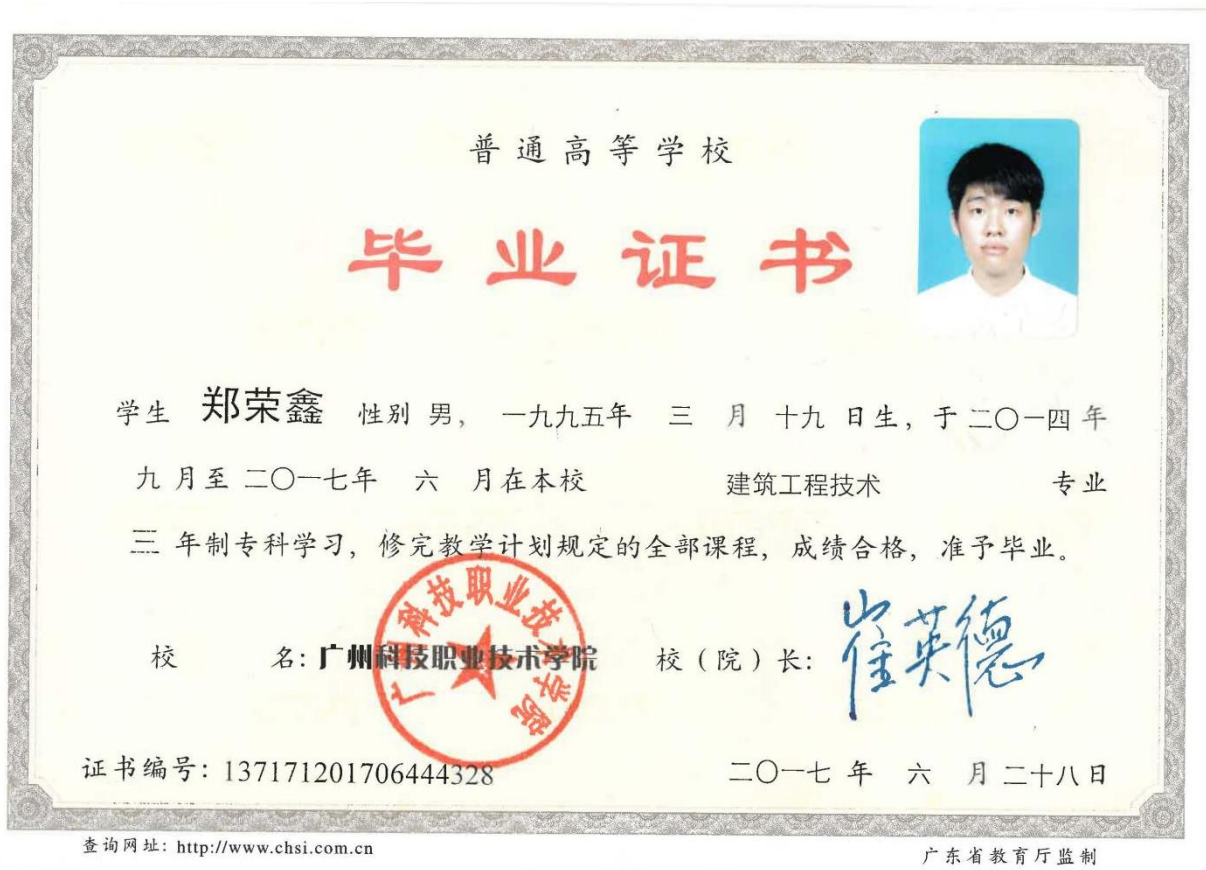 普通高等学校
毕业证书
学生 郑荣鑫 性别 男， 一九九五年 三 月 十九 日生，于 二〇一四 年
九 月至 二〇一七年 六 月在本校 建筑工程技术 专业
三 年制专科学习，修完教学计划规定的全部课程，成绩合格，准予毕业。
校 名：广州科技职业技术学院 校（院）长：崔英德
广州科技职业技术学院
证书编号：137171201706444328 二〇一七 年 六 月 二十八日
查询网址：http://www.chsi.com.cn 广东省教育厅监制